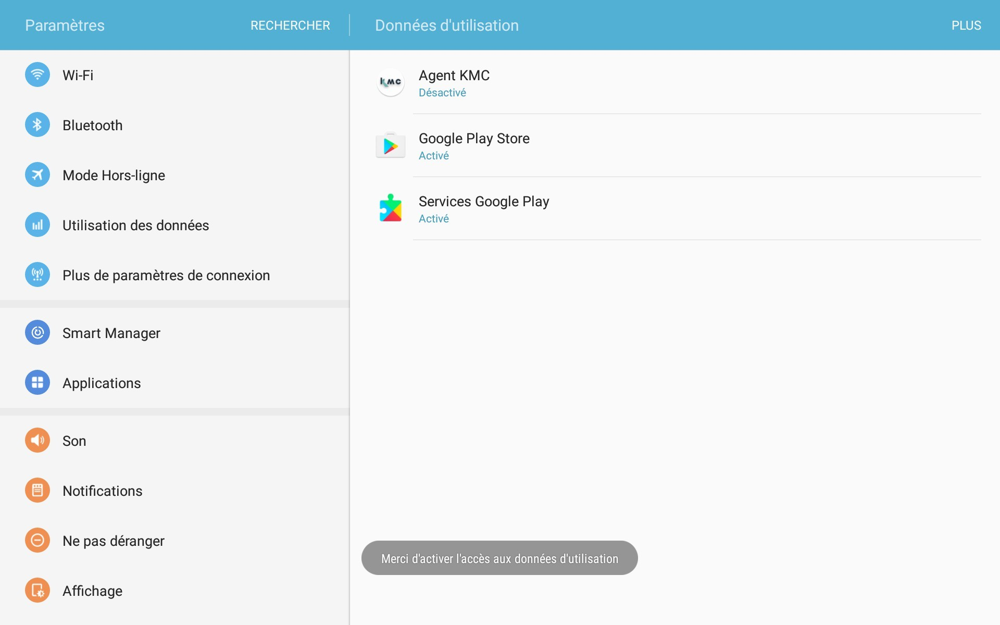 Paramètres
RECHERCHER
Wi-Fi
Bluetooth
Mode Hors-ligne
Utilisation des données
Plus de paramètres de connexion
Smart Manager
Applications
Son
Notifications
Ne pas déranger
Affichage
Données d'utilisation
PLUS
KMC
Agent KMC
Désactivé
Google Play Store
Activé
Services Google Play
Activé
Merci d'activer l'accès aux données d'utilisation